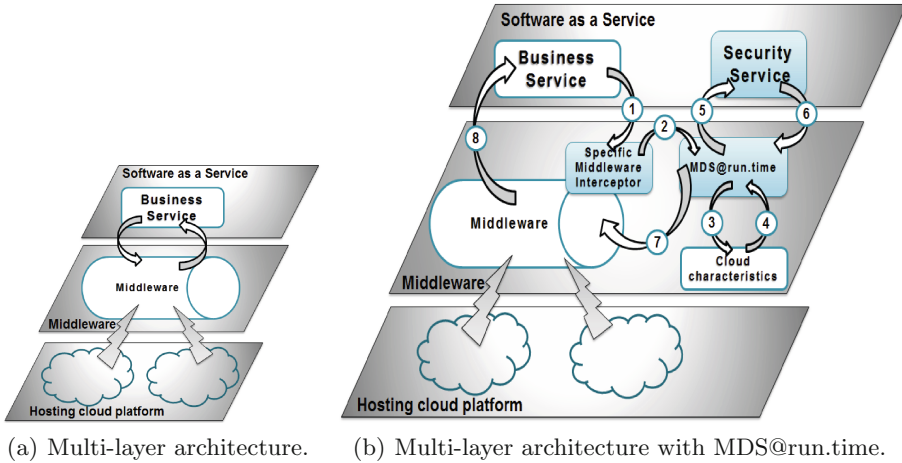 Software as a Service
Business
Service
Middleware
Middleware
Hosting cloud platform
(a) Multi-layer architecture.
Software as a Service
Business
Service
Security
Service
1
2
5
6
8
Specific
Middleware
Interceptor
MDS@run.time
Middleware
3
4
7
Cloud
characteristics
Middleware
Hosting cloud platform
(b) Multi-layer architecture with MDS@run.time.